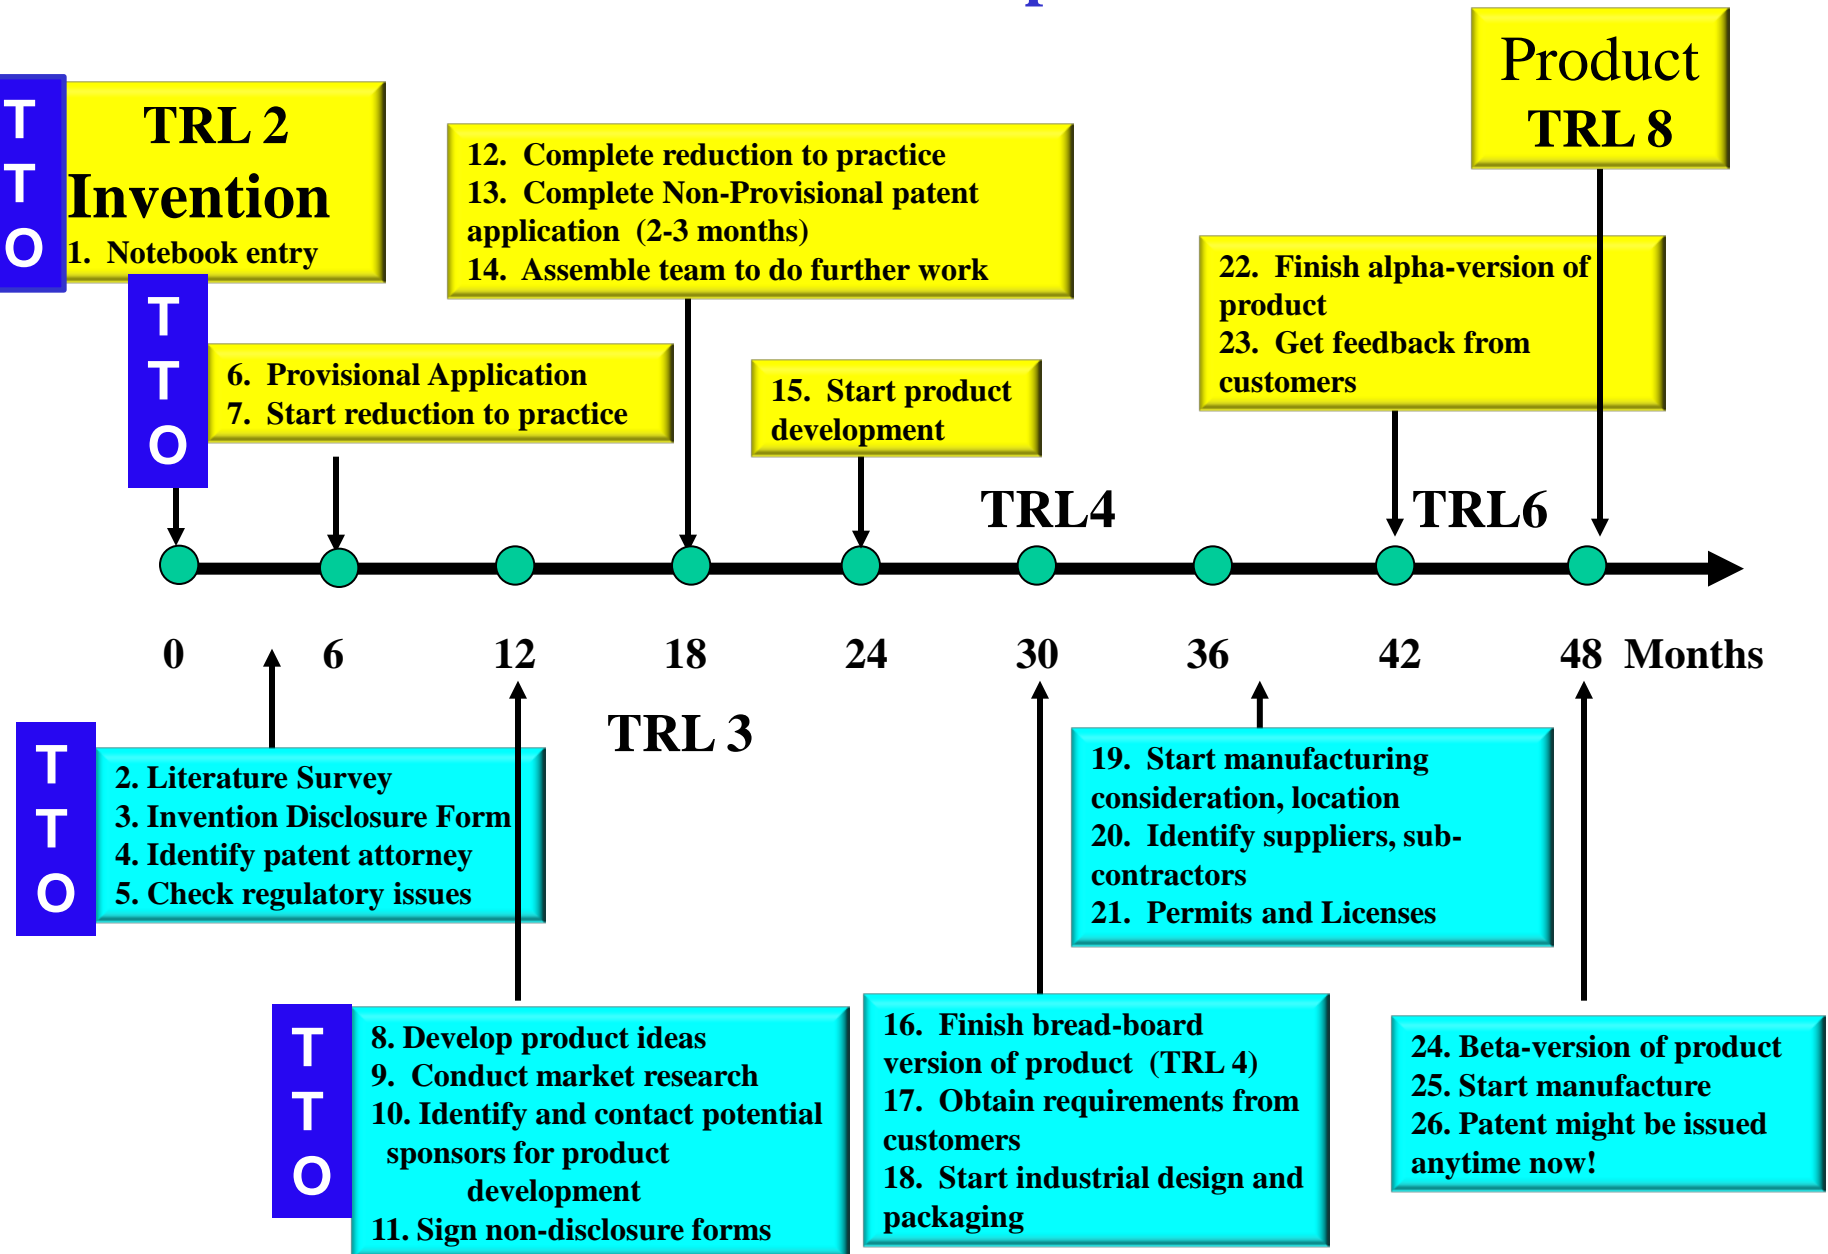 Product
TRL 8
T
T
O
TRL 2
Invention
1. Notebook entry
12. Complete reduction to practice
13. Complete Non-Provisional patent
application (2-3 months)
14. Assemble team to do further work
22. Finish alpha-version of
product
23. Get feedback from
customers
T
T
O
6. Provisional Application
7. Start reduction to practice
15. Start product
development
TRL4
TRL6
0
6
12
18
24
30
36
42
48 Months
TRL 3
T
T
O
2. Literature Survey
3. Invention Disclosure Form
4. Identify patent attorney
5. Check regulatory issues
19. Start manufacturing
consideration, location
20. Identify suppliers, sub-
contractors
21. Permits and Licenses
T
T
O
8. Develop product ideas
9. Conduct market research
10. Identify and contact potential
sponsors for product
development
11. Sign non-disclosure forms
16. Finish bread-board
version of product (TRL 4)
17. Obtain requirements from
customers
18. Start industrial design and
packaging
24. Beta-version of product
25. Start manufacture
26. Patent might be issued
anytime now!